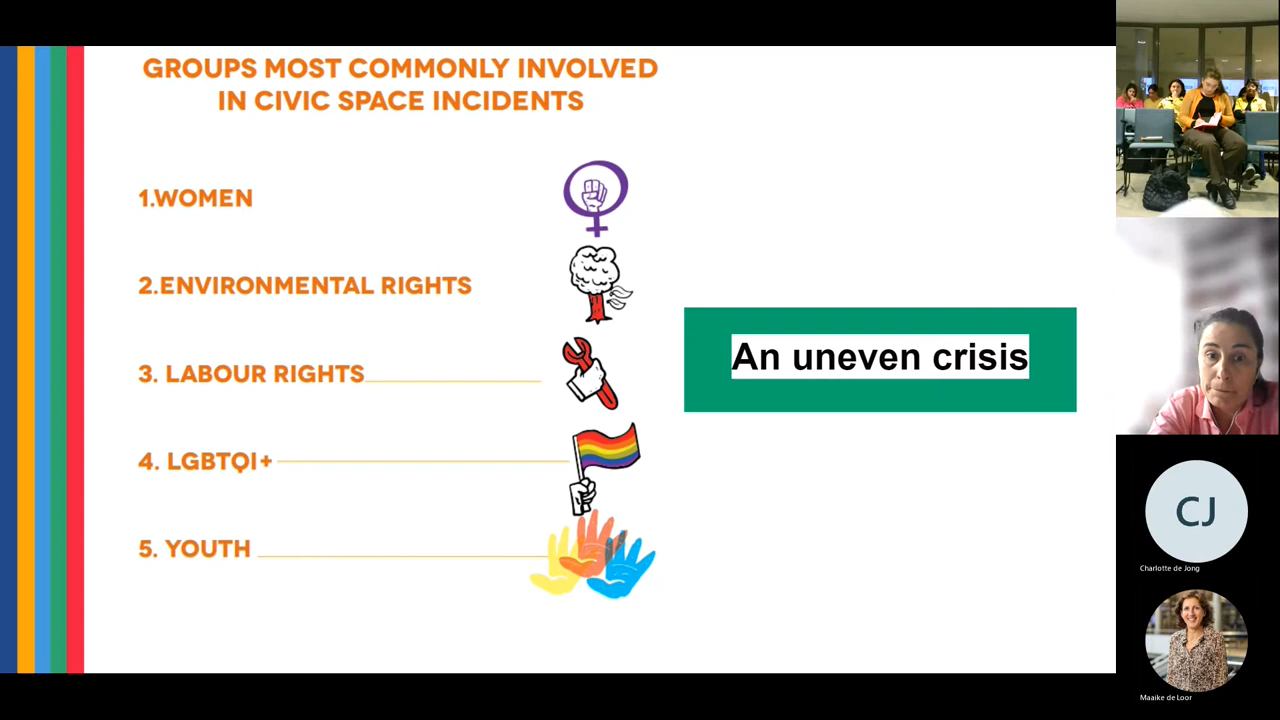 GROUPS MOST COMMONLY INVOLVED
IN CIVIC SPACE INCIDENTS
1.WOMEN
2.ENVIRONMENTAL RIGHTS
3. LABOUR RIGHTS
4. LGBTQI+
5. YOUTH
An uneven crisis
CJ
Charlotte de Jong
Maaike de Loor